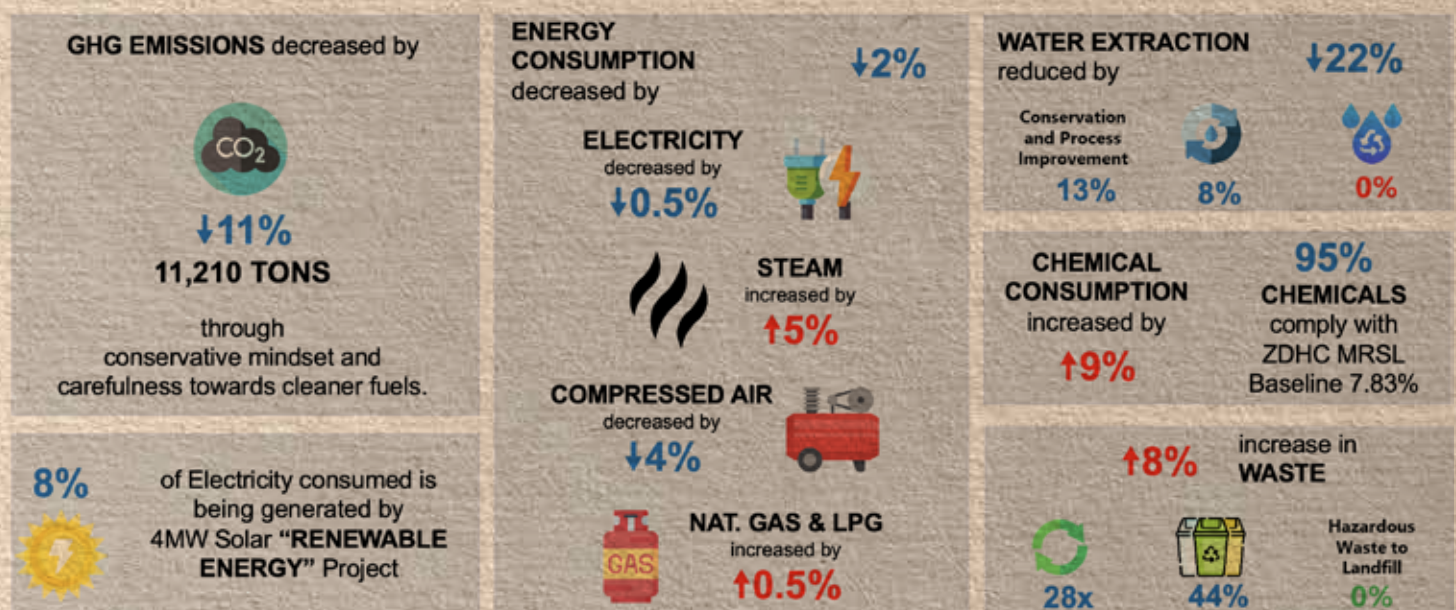 GHG EMISSIONS decreased by
CO2
↓11%
11,210 TONS
through
conservative mindset and
carefulness towards cleaner fuels.
8%
of Electricity consumed is
being generated by
4MW Solar “RENEWABLE
ENERGY” Project
ENERGY
CONSUMPTION
decreased by
↓2%
ELECTRICITY
decreased by
↓0.5%
STEAM
increased by
↑5%
COMPRESSED AIR
decreased by
↓4%
GAS
NAT. GAS & LPG
increased by
↑0.5%
WATER EXTRACTION
reduced by
↓22%
Conservation
and Process
Improvement
13%
8%
0%
CHEMICAL
CONSUMPTION
increased by
↑9%
95%
CHEMICALS
comply with
ZDHC MRSL
Baseline 7.83%
↑8%
increase in
WASTE
28x
44%
Hazardous
Waste to
Landfill
0%